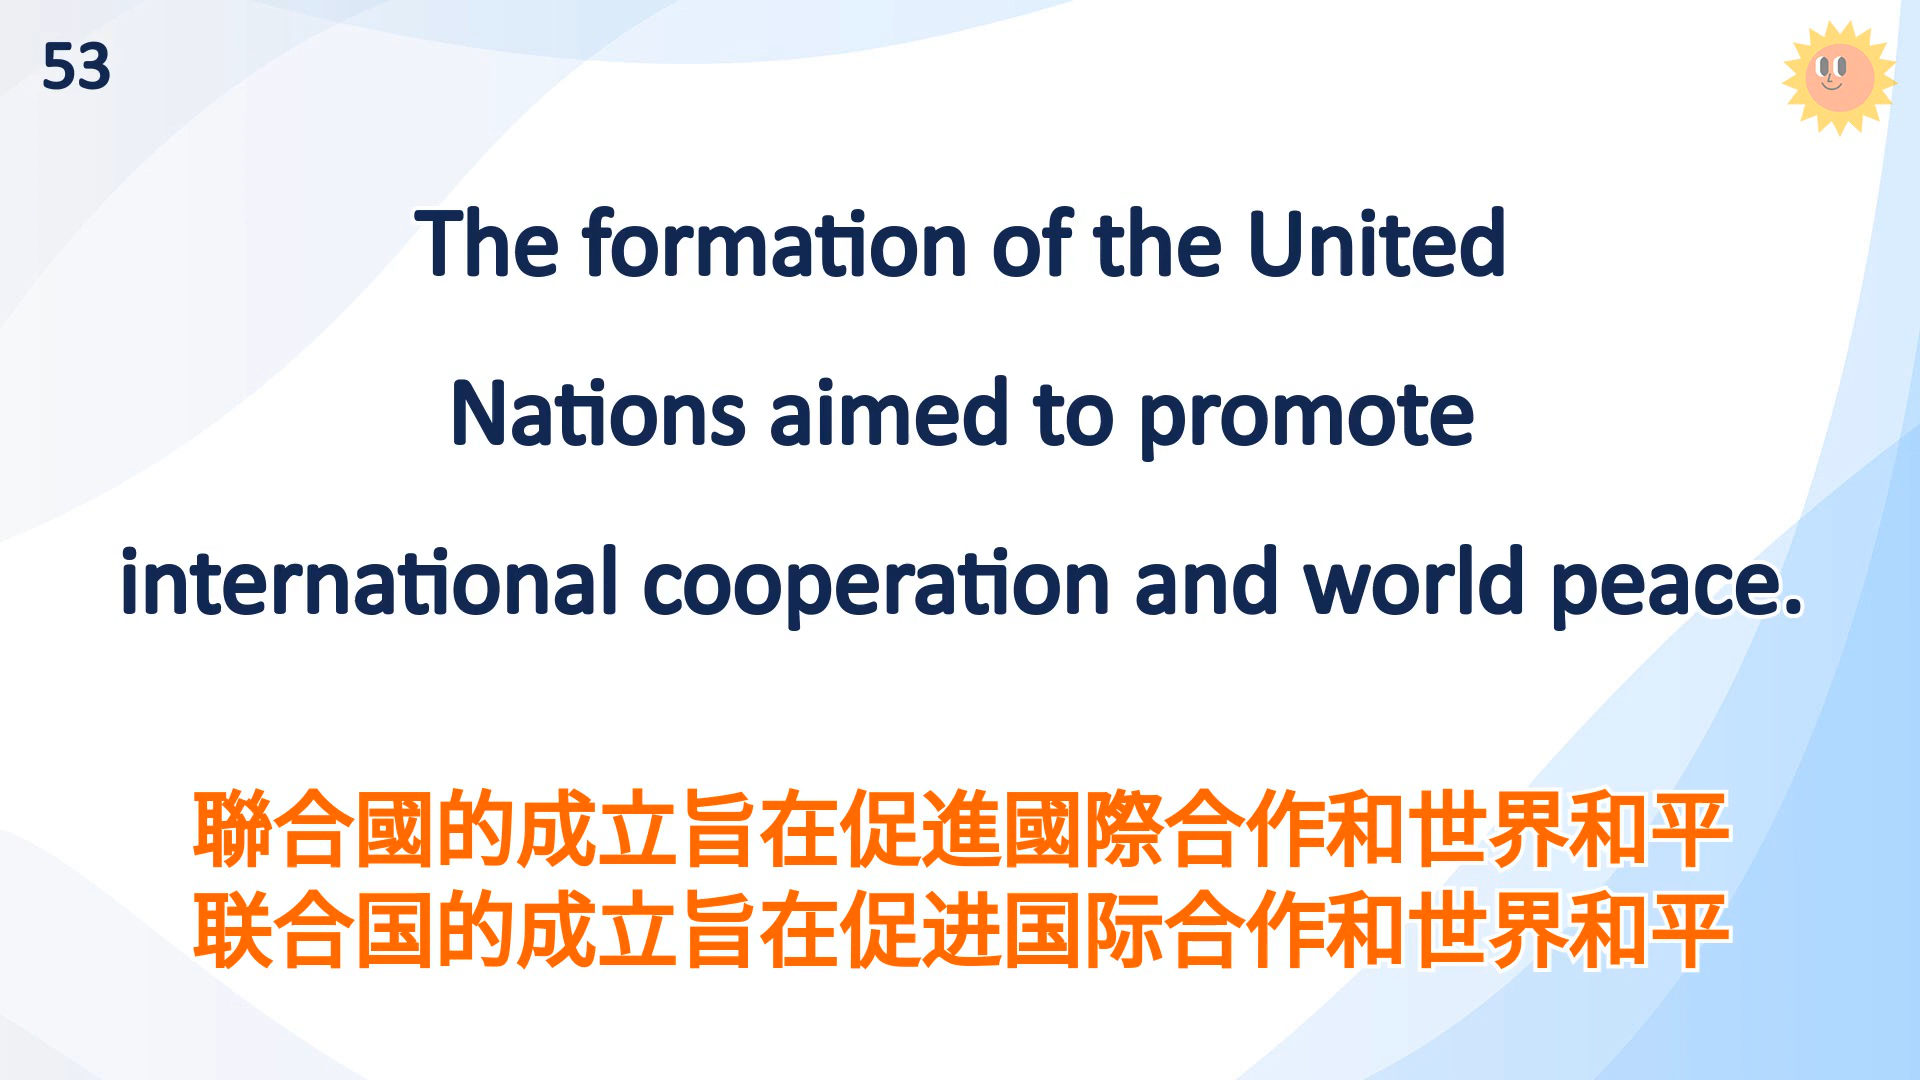 53
The formation of the United
Nations aimed to promote
international cooperation and world peace.
聯合國的成立旨在促進國際合作和世界和平
联合国的成立旨在促进国际合作和世界和平